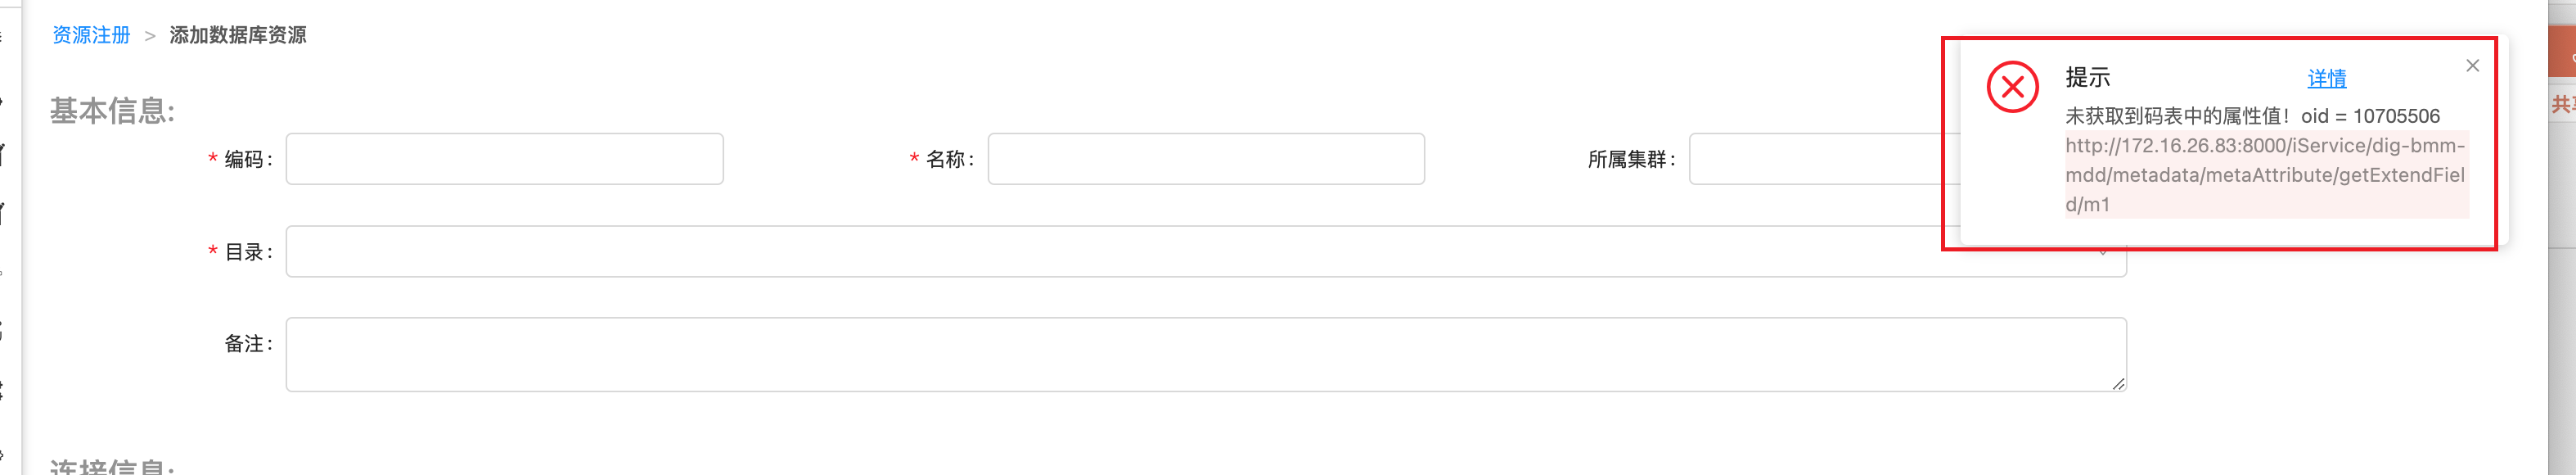 资源注册 > 添加数据库资源
基本信息:
* 编码:
* 名称:
所属集群:
* 目录:
备注:
连接信息:
提示
详情
未获取到码表中的属性值！oid = 10705506
http://172.16.26.83:8000/iService/dig-bmm-
mdd/metadata/metaAttribute/getExtendFiel
d/m1